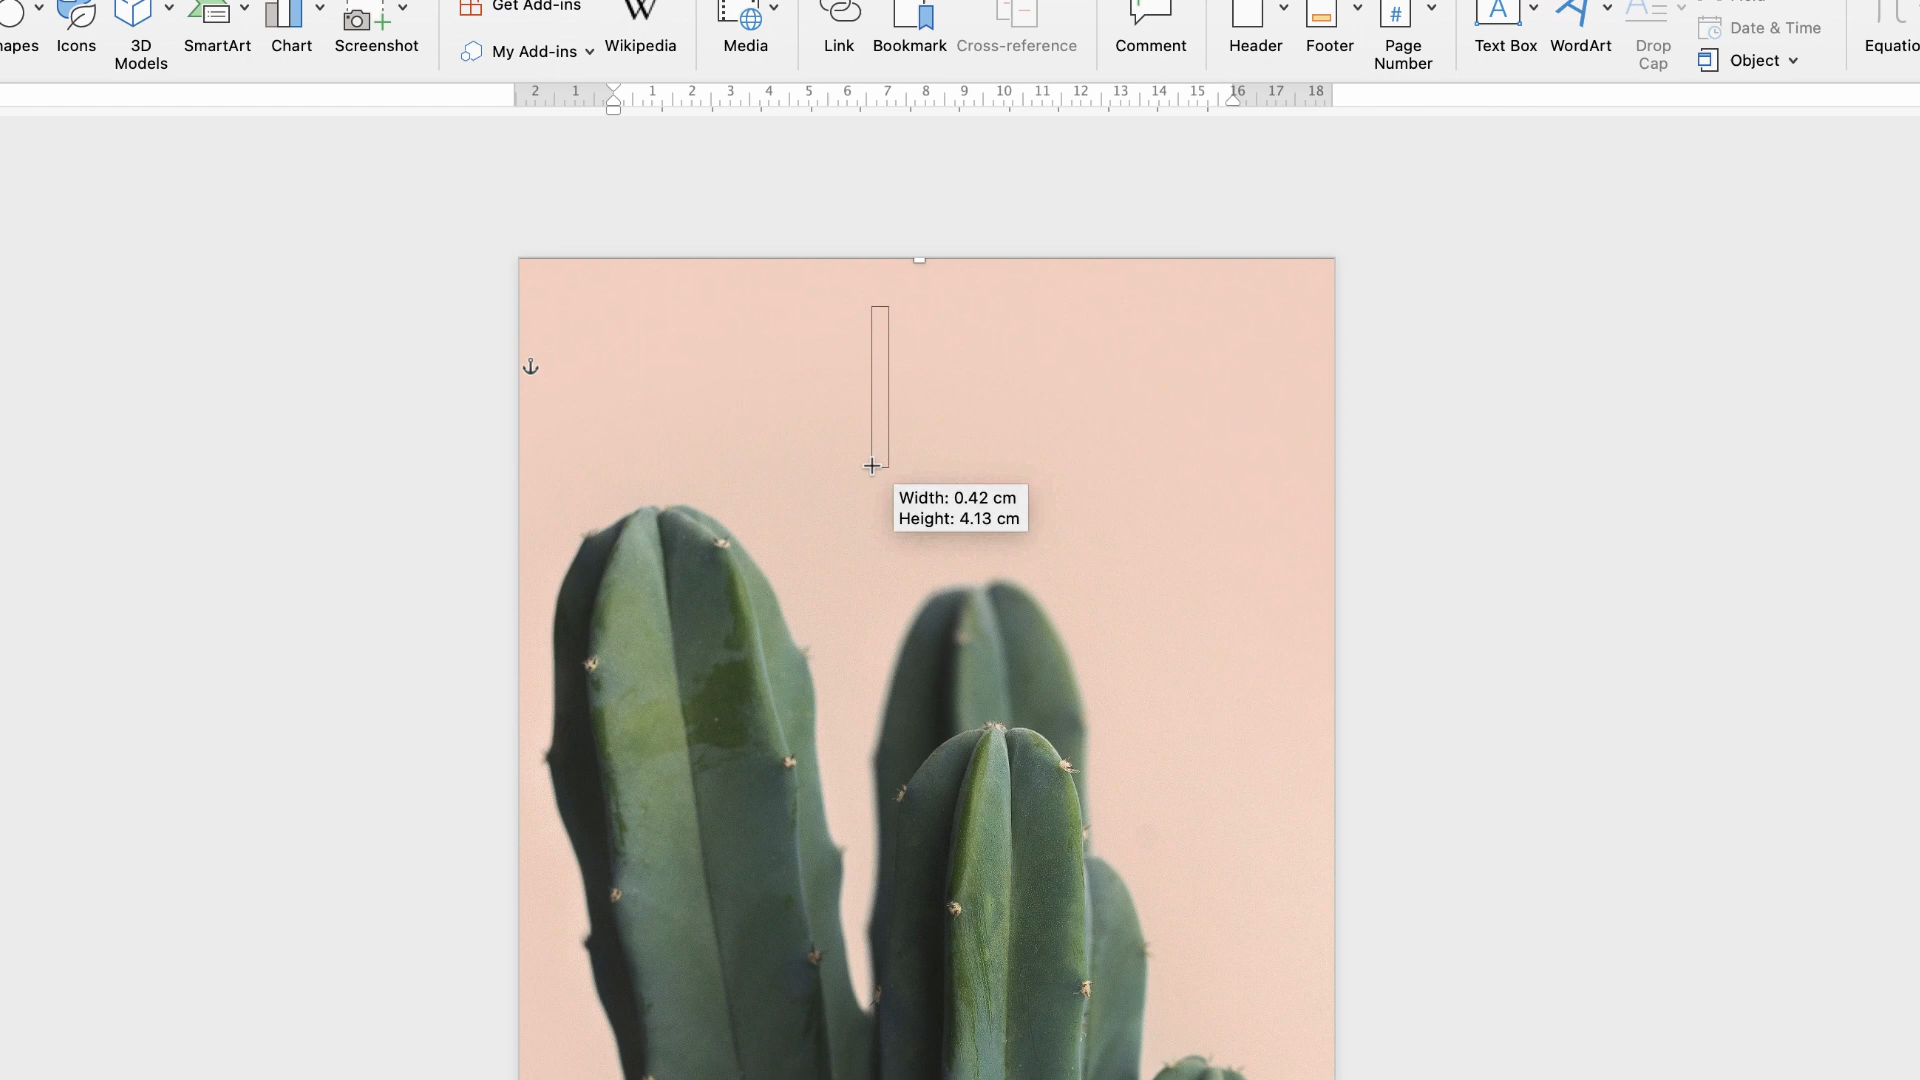 Get Add-ins
My Add-ins
Icons
3D
Models
SmartArt
Chart
Screenshot
Wikipedia
Media
Link
Bookmark
Cross-reference
Comment
Header
Footer
#
Page
Number
A
Text Box
WordArt
Drop
Cap
Date & Time
Object
2 1 1 2 3 4 5 6 7 8 9 10 11 12 13 14 15 16 17 18
Width: 0.42 cm
Height: 4.13 cm